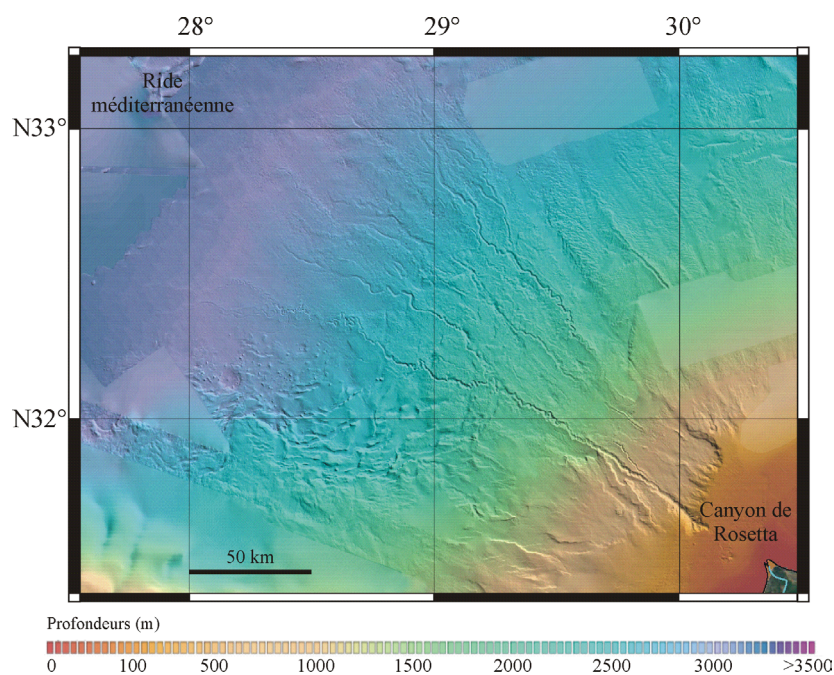 28° 29° 30°
Ride
méditerranéenne
N33°
N32°
Canyon de
Rosetta
50 km
Profondeurs (m)
0 100 500 1000 1500 2000 2500 3000 >3500